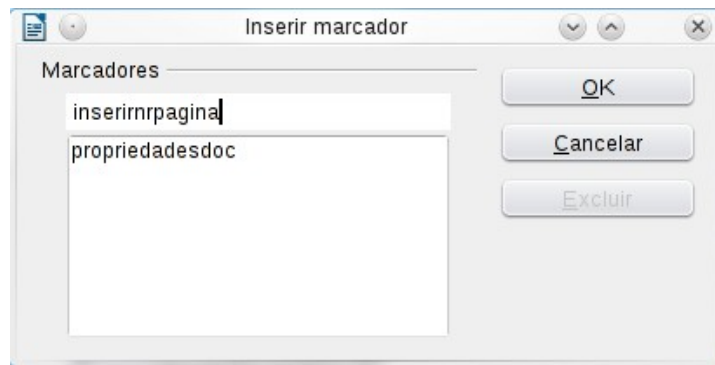 Inserir marcador
Marcadores
inserirnrpagina
propriedadesdoc
OK
Cancelar
Excluir